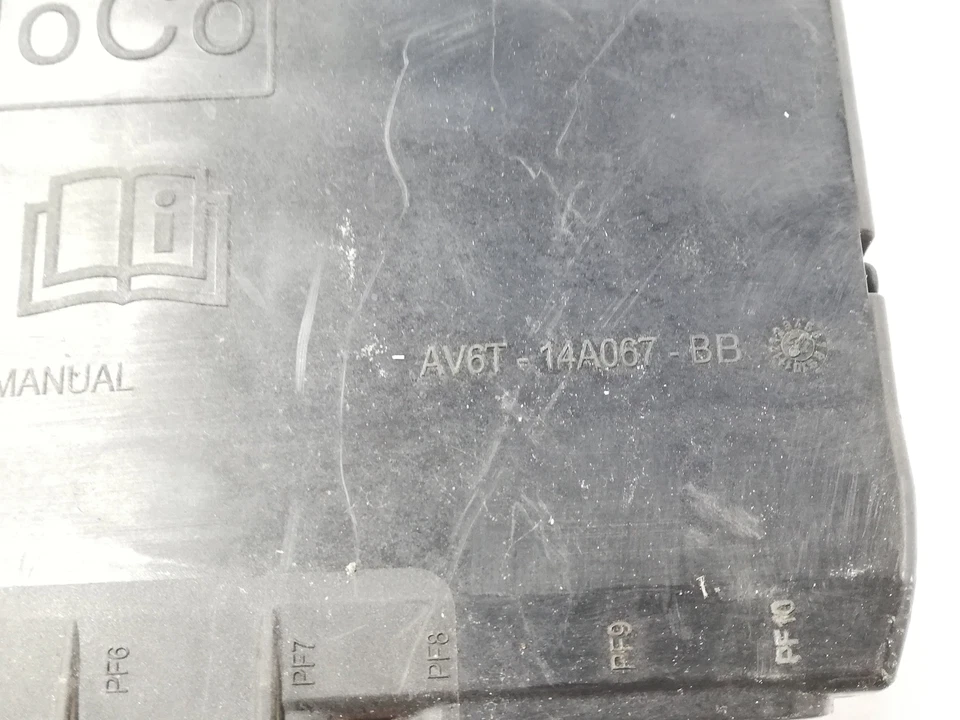 oCo
i
MANUAL
- AV6T - 14A067 - BB
PF6
PF7
PF8
PF9
PF10